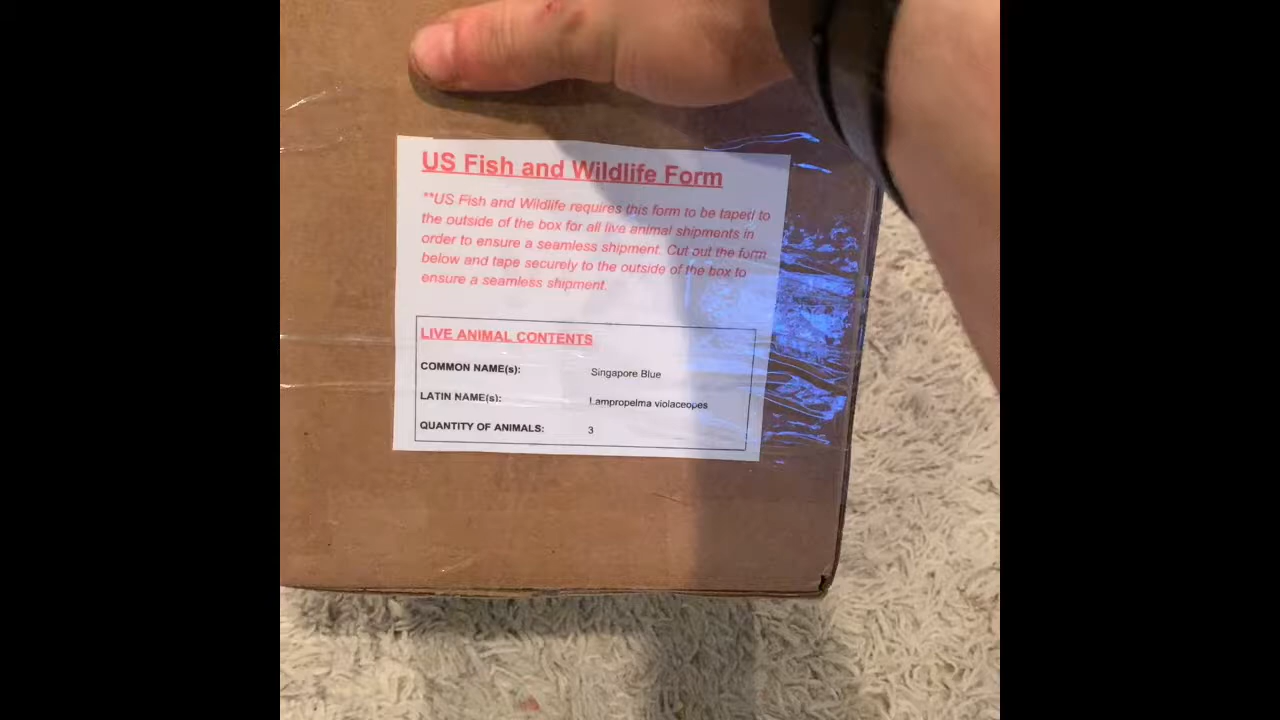 US Fish and Wildlife Form
**US Fish and Wildlife requires this form to be taped to
the outside of the box for all live animal shipments in
order to ensure a seamless shipment. Cut out the form
below and tape securely to the outside of the box to
ensure a seamless shipment.
LIVE ANIMAL CONTENTS
COMMON NAME(s): Singapore Blue
LATIN NAME(s): Lampropelma violaceopes
QUANTITY OF ANIMALS: 3